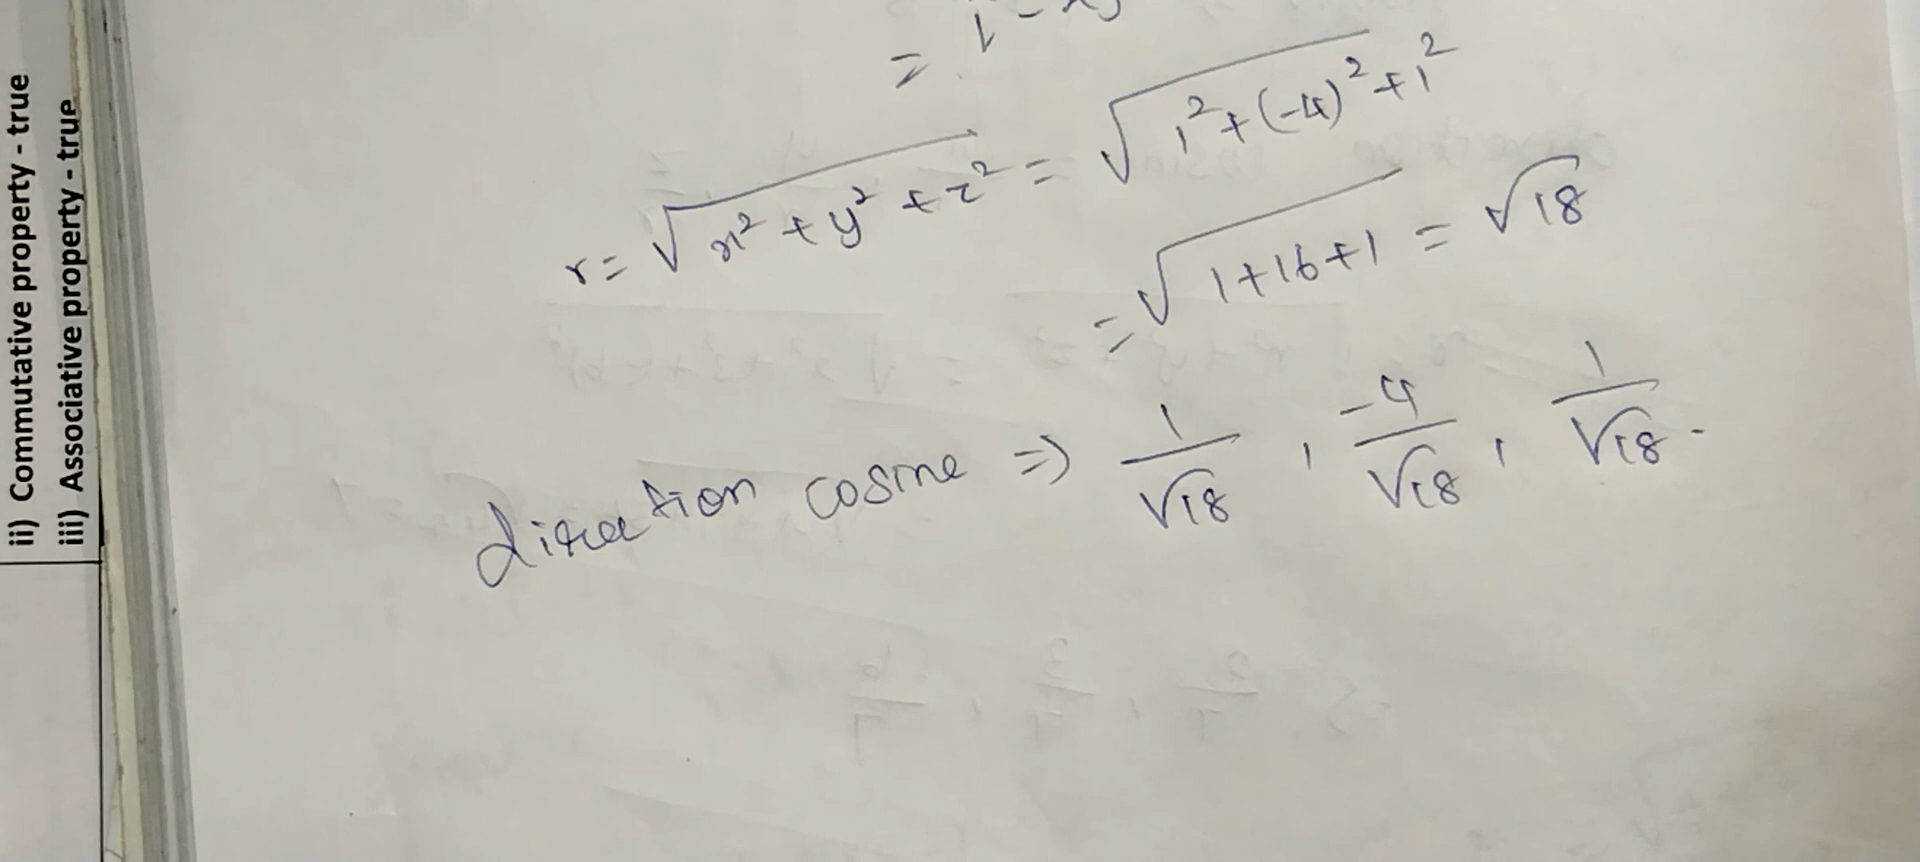 ii) Commutative property - true
iii) Associative property - true
r = √x² + y² + z² = √1² + (-4)² + 1²
= √1+16+1 = √18
direction cosine ⇒ 1/√18 , -4/√18 , 1/√18 .